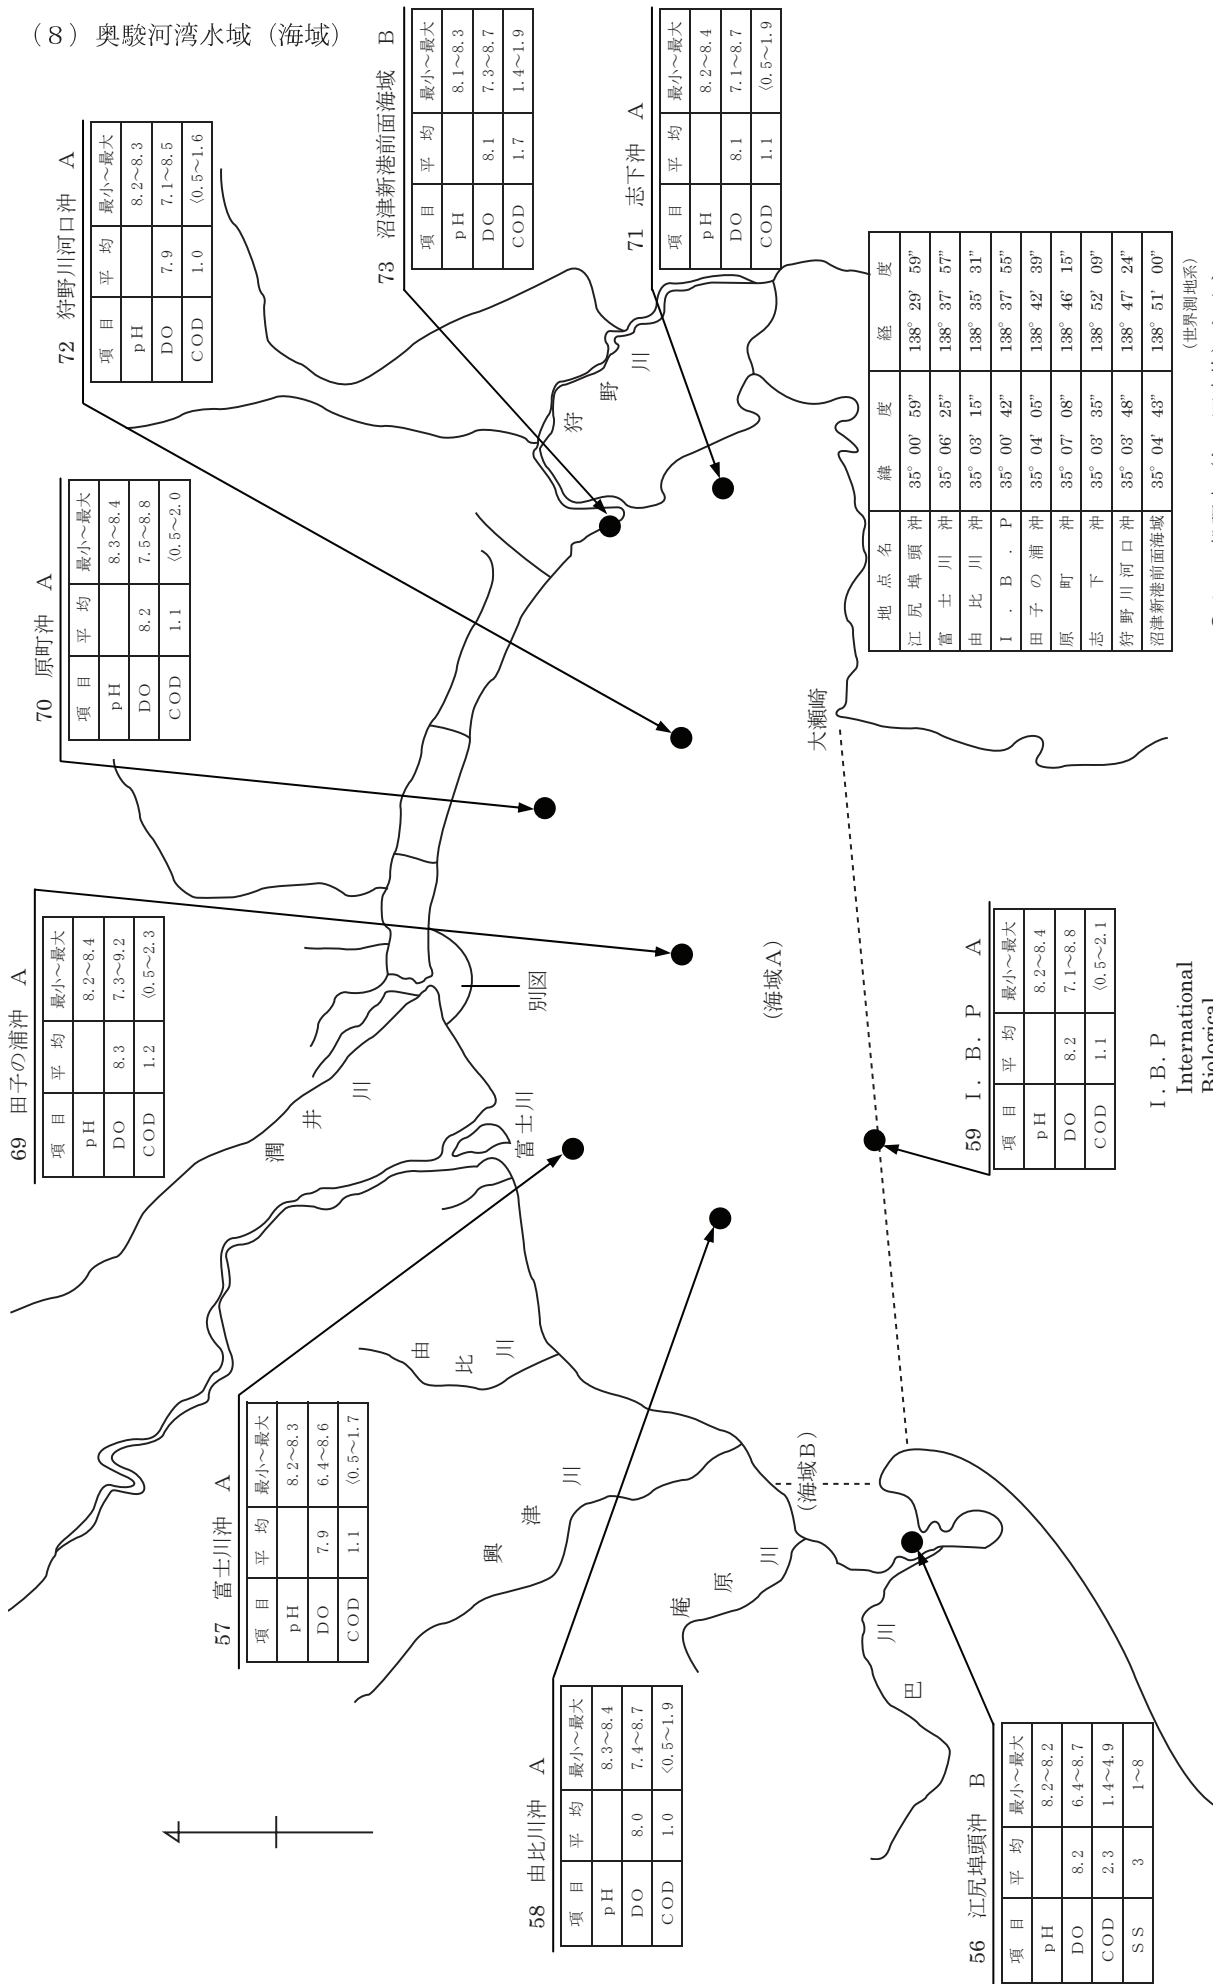 （8）奥駿河湾水域（海域）
72 狩野川河口沖 A
項 目 平 均 最小～最大
pH 8.2～8.3
DO 7.9 7.1～8.5
COD 1.0 〈0.5～1.6
73 沼津新港前面海域 B
項 目 平 均 最小～最大
pH 8.1～8.3
DO 8.1 7.3～8.7
COD 1.7 1.4～1.9
71 志下沖 A
項 目 平 均 最小～最大
pH 8.2～8.4
DO 8.1 7.1～8.7
COD 1.1 〈0.5～1.9
70 原町沖 A
項 目 平 均 最小～最大
pH 8.3～8.4
DO 8.2 7.5～8.8
COD 1.1 〈0.5～2.0
69 田子の浦沖 A
項 目 平 均 最小～最大
pH 8.2～8.4
DO 8.3 7.3～9.2
COD 1.2 〈0.5～2.3
57 富士川沖 A
項 目 平 均 最小～最大
pH 8.2～8.3
DO 7.9 6.4～8.6
COD 1.1 〈0.5～1.7
58 由比川沖 A
項 目 平 均 最小～最大
pH 8.3～8.4
DO 8.0 7.4～8.7
COD 1.0 〈0.5～1.9
56 江尻埠頭沖 B
項 目 平 均 最小～最大
pH 8.2～8.2
DO 8.2 6.4～8.7
COD 2.3 1.4～4.9
SS 3 1～8
59 I.B.P A
項 目 平 均 最小～最大
pH 8.2～8.4
DO 8.2 7.1～8.8
COD 1.1 〈0.5～2.1
I.B.P
International
Biological
狩野川
潤井川
富士川
由比川
興津川
庵原川
巴川
別図
大瀬崎
(海域A)
(海域B)
地 点 名 緯 度 経 度
江尻埠頭沖 35° 00′ 59″ 138° 29′ 59″
富士川沖 35° 06′ 25″ 138° 37′ 57″
由比川沖 35° 03′ 15″ 138° 35′ 31″
I.B.P 35° 00′ 42″ 138° 37′ 55″
田子の浦沖 35° 04′ 05″ 138° 42′ 39″
原町沖 35° 07′ 08″ 138° 46′ 15″
志下沖 35° 03′ 35″ 138° 52′ 09″
狩野川河口沖 35° 03′ 48″ 138° 47′ 24″
沼津新港前面海域 35° 04′ 43″ 138° 51′ 00″
(世界測地系)